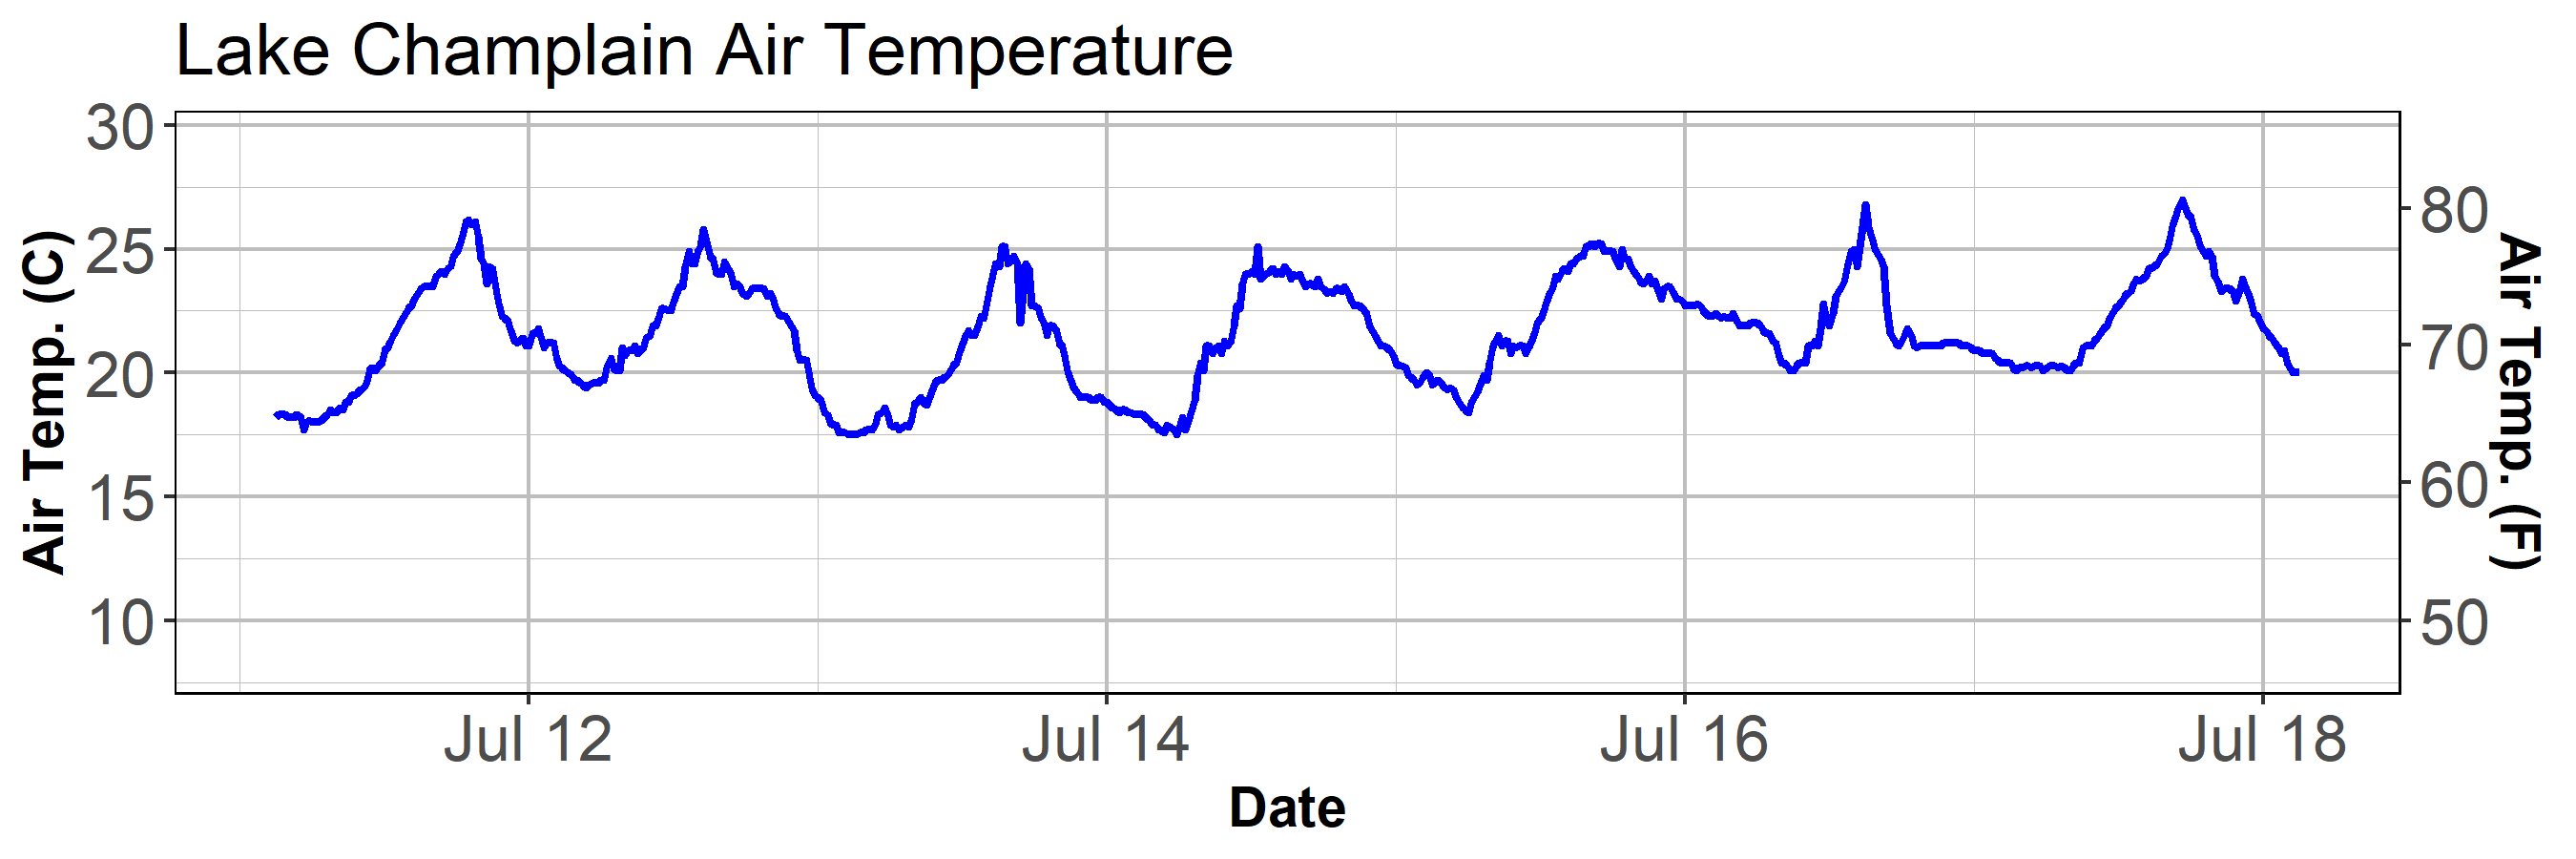 Lake Champlain Air Temperature
Air Temp. (C)
30
25
20
15
10
80
70
60
50
Air Temp. (F)
Jul 12
Jul 14
Jul 16
Jul 18
Date